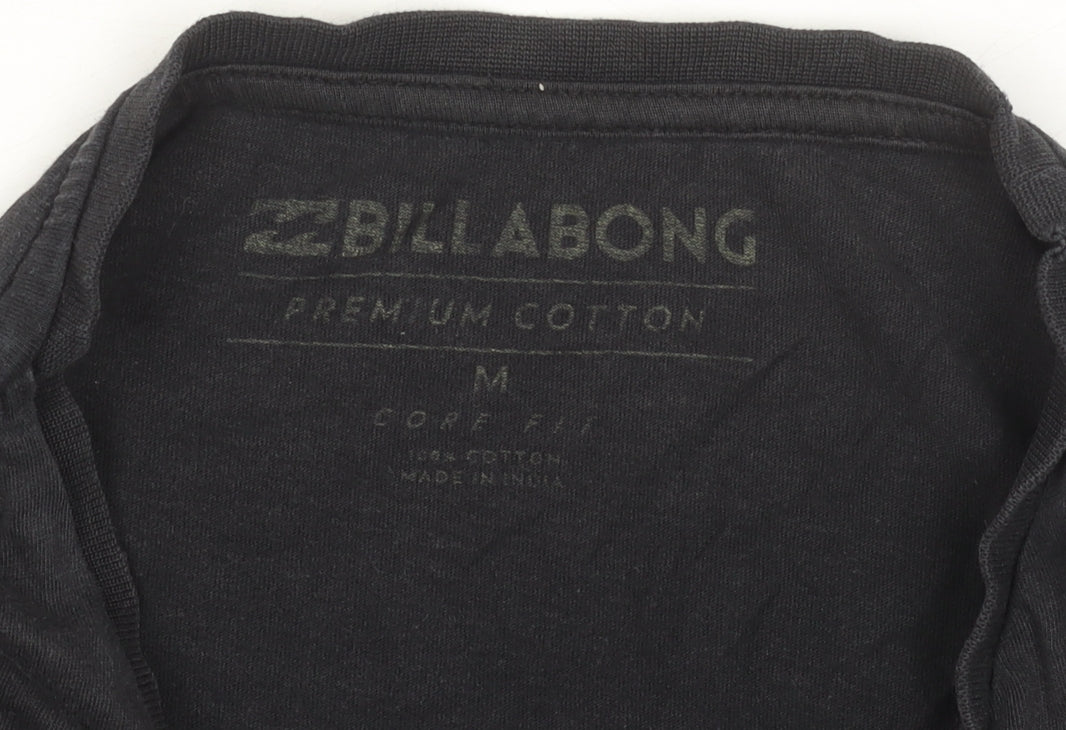 BILLABONG
PREMIUM COTTON
M
CORE FIT
100% COTTON
MADE IN INDIA